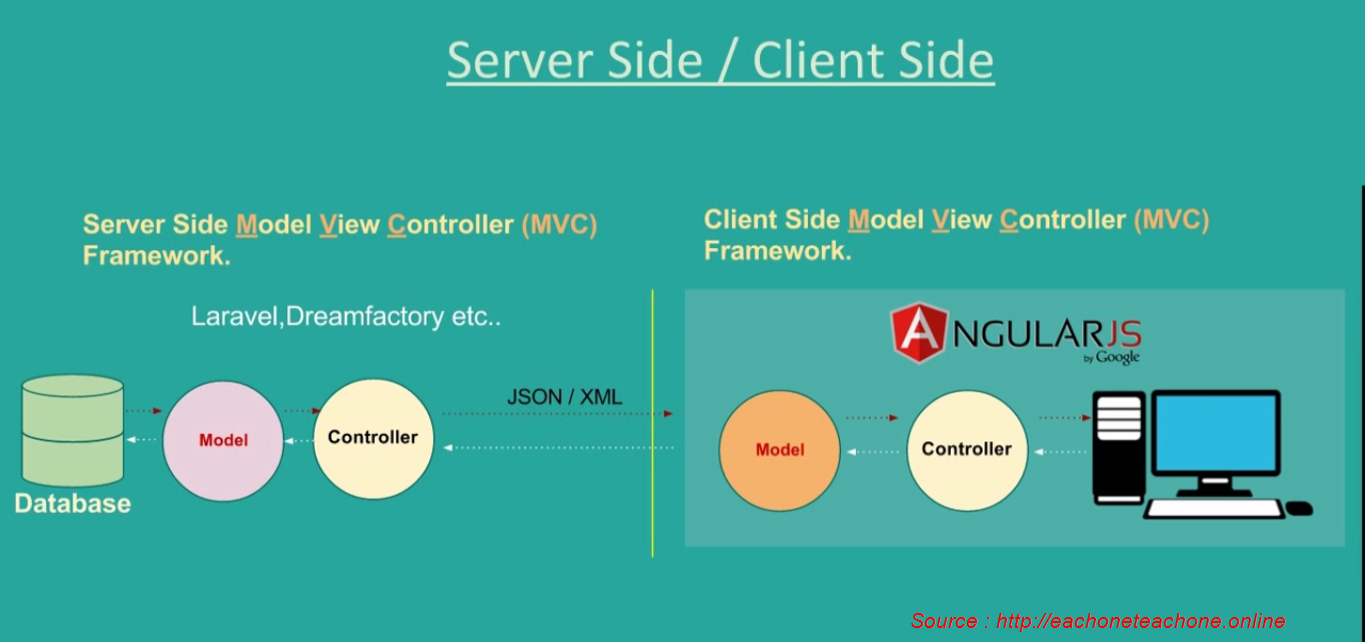 Server Side / Client Side
Server Side Model View Controller (MVC)
Framework.
Laravel,Dreamfactory etc..
Database
Model
Controller
JSON / XML
Client Side Model View Controller (MVC)
Framework.
ANGULARJS
by Google
Model
Controller
Source : http://eachoneteachone.online